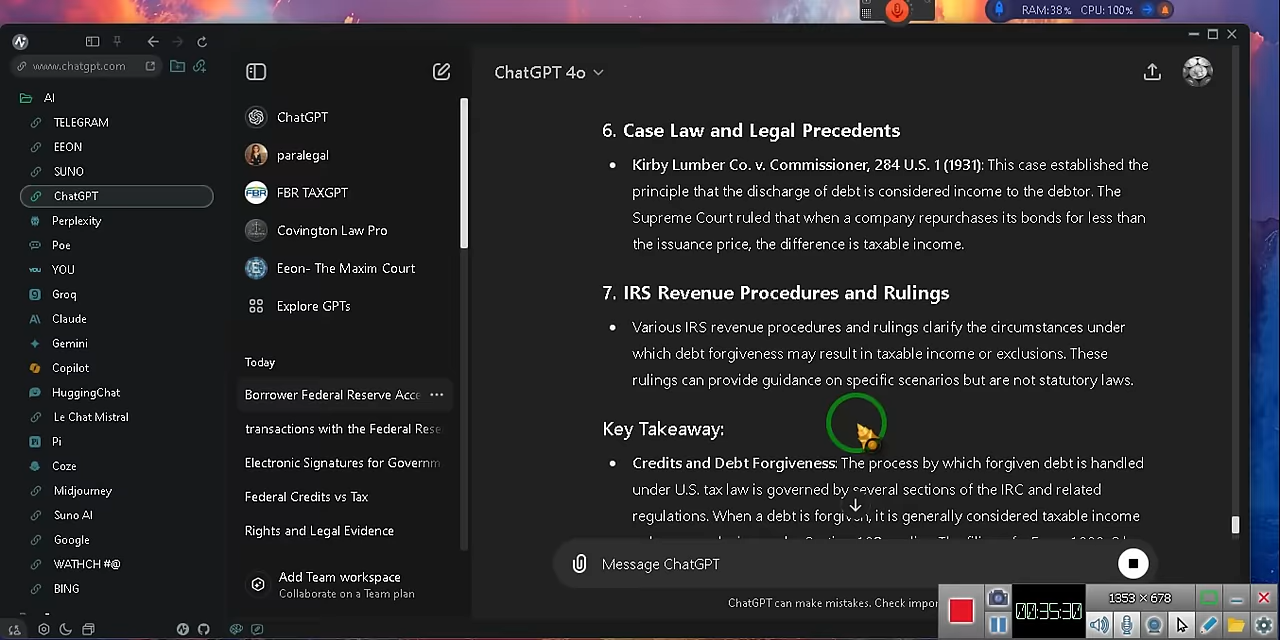 RAM:38% CPU: 100%
www.chatgpt.com
AI
TELEGRAM
EEON
SUNO
ChatGPT
Perplexity
Poe
YOU
YOU
Groq
Claude
Gemini
Copilot
HuggingChat
Le Chat Mistral
Pi
Coze
Midjourney
Suno AI
Google
WATHCH #@
BING
ChatGPT
paralegal
FBR
FBR TAXGPT
Covington Law Pro
Eeon- The Maxim Court
Explore GPTs
Today
Borrower Federal Reserve Acce
transactions with the Federal Rese
Electronic Signatures for Governm
Federal Credits vs Tax
Rights and Legal Evidence
Add Team workspace
Collaborate on a Team plan
ChatGPT 4o
6. Case Law and Legal Precedents
Kirby Lumber Co. v. Commissioner, 284 U.S. 1 (1931): This case established the
principle that the discharge of debt is considered income to the debtor. The
Supreme Court ruled that when a company repurchases its bonds for less than
the issuance price, the difference is taxable income.
7. IRS Revenue Procedures and Rulings
Various IRS revenue procedures and rulings clarify the circumstances under
which debt forgiveness may result in taxable income or exclusions. These
rulings can provide guidance on specific scenarios but are not statutory laws.
Key Takeaway:
Credits and Debt Forgiveness: The process by which forgiven debt is handled
under U.S. tax law is governed by several sections of the IRC and related
regulations. When a debt is forgiven, it is generally considered taxable income
Message ChatGPT
ChatGPT can make mistakes. Check impor
00:35:30
1353 × 678